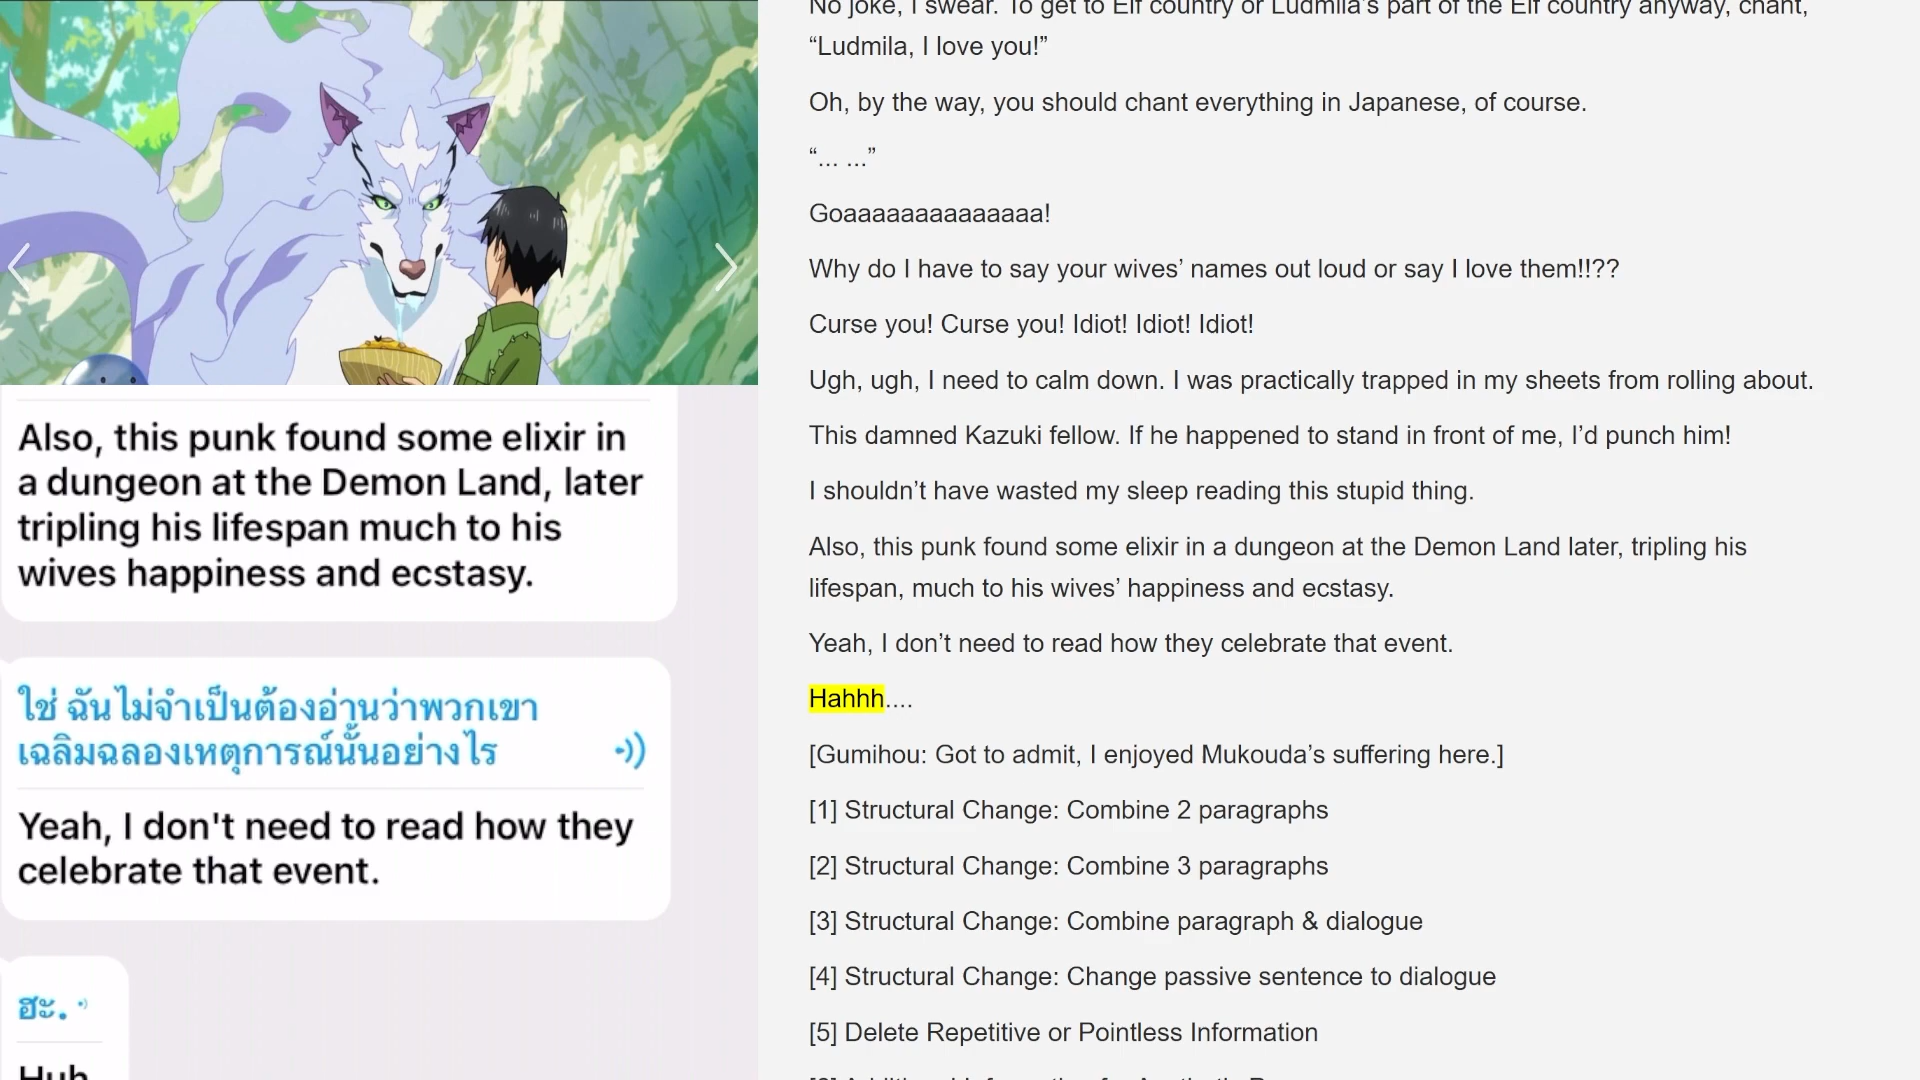 Also, this punk found some elixir in
a dungeon at the Demon Land, later
tripling his lifespan much to his
wives happiness and ecstasy.
ใช่ ฉันไม่จำเป็นต้องอ่านว่าพวกเขา
เฉลิมฉลองเหตุการณ์นั้นอย่างไร
Yeah, I don't need to read how they
celebrate that event.
ฮะ.
Huh
No joke, I swear. To get to Elf country or Ludmila’s part of the Elf country anyway, chant,
“Ludmila, I love you!”
Oh, by the way, you should chant everything in Japanese, of course.
“... ...”
Goaaaaaaaaaaaaaa!
Why do I have to say your wives’ names out loud or say I love them!!??
Curse you! Curse you! Idiot! Idiot! Idiot!
Ugh, ugh, I need to calm down. I was practically trapped in my sheets from rolling about.
This damned Kazuki fellow. If he happened to stand in front of me, I’d punch him!
I shouldn’t have wasted my sleep reading this stupid thing.
Also, this punk found some elixir in a dungeon at the Demon Land later, tripling his
lifespan, much to his wives’ happiness and ecstasy.
Yeah, I don’t need to read how they celebrate that event.
Hahhh....
[Gumihou: Got to admit, I enjoyed Mukouda’s suffering here.]
[1] Structural Change: Combine 2 paragraphs
[2] Structural Change: Combine 3 paragraphs
[3] Structural Change: Combine paragraph & dialogue
[4] Structural Change: Change passive sentence to dialogue
[5] Delete Repetitive or Pointless Information